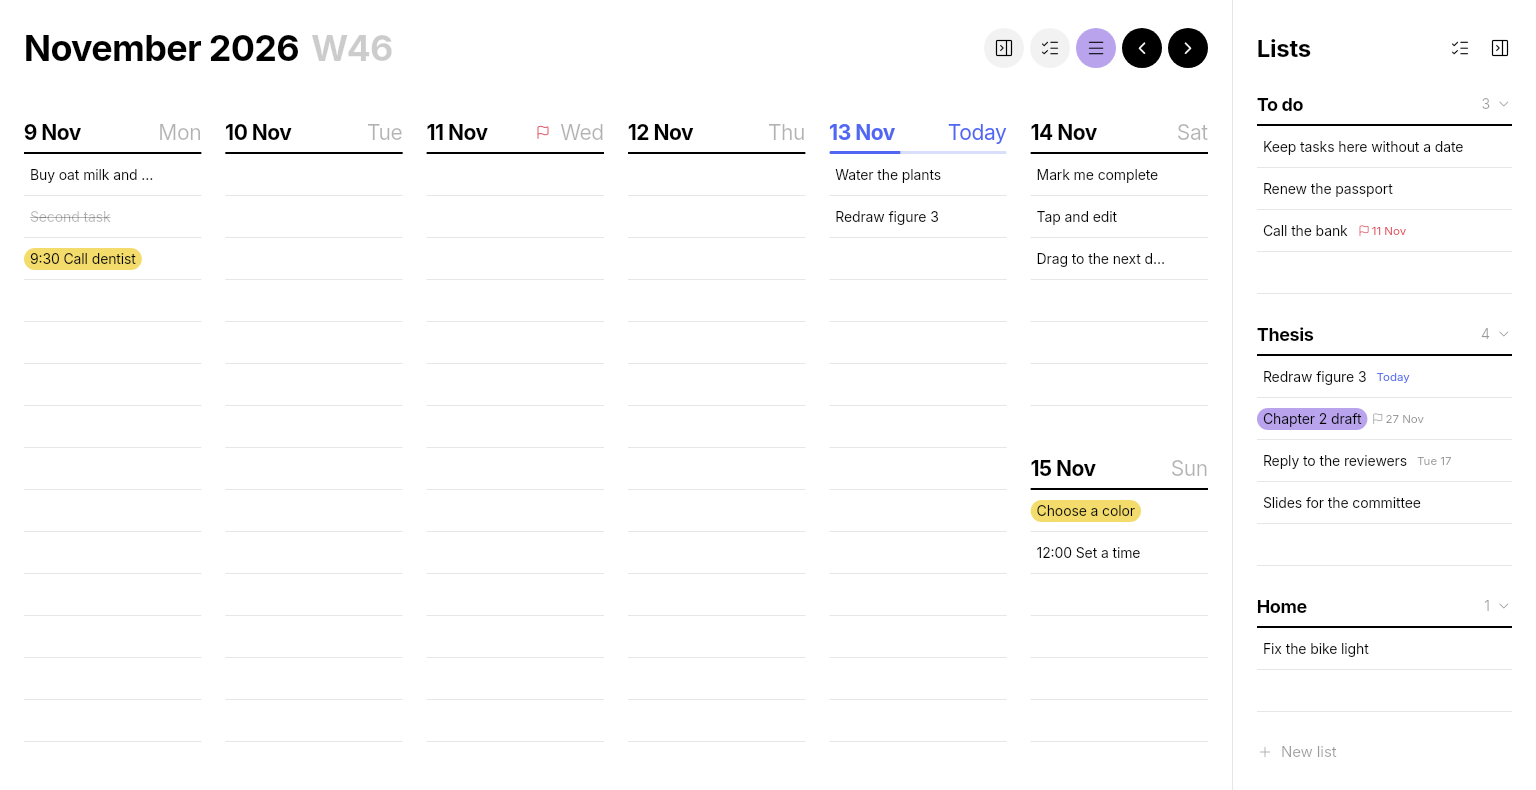 November 2026 W46
9 Nov Mon
Buy oat milk and ...
Second task
9:30 Call dentist
10 Nov Tue
11 Nov Wed
12 Nov Thu
13 Nov Today
Water the plants
Redraw figure 3
14 Nov Sat
Mark me complete
Tap and edit
Drag to the next d...
15 Nov Sun
Choose a color
12:00 Set a time
Lists
To do 3
Keep tasks here without a date
Renew the passport
Call the bank 11 Nov
Thesis 4
Redraw figure 3 Today
Chapter 2 draft 27 Nov
Reply to the reviewers Tue 17
Slides for the committee
Home 1
Fix the bike light
New list